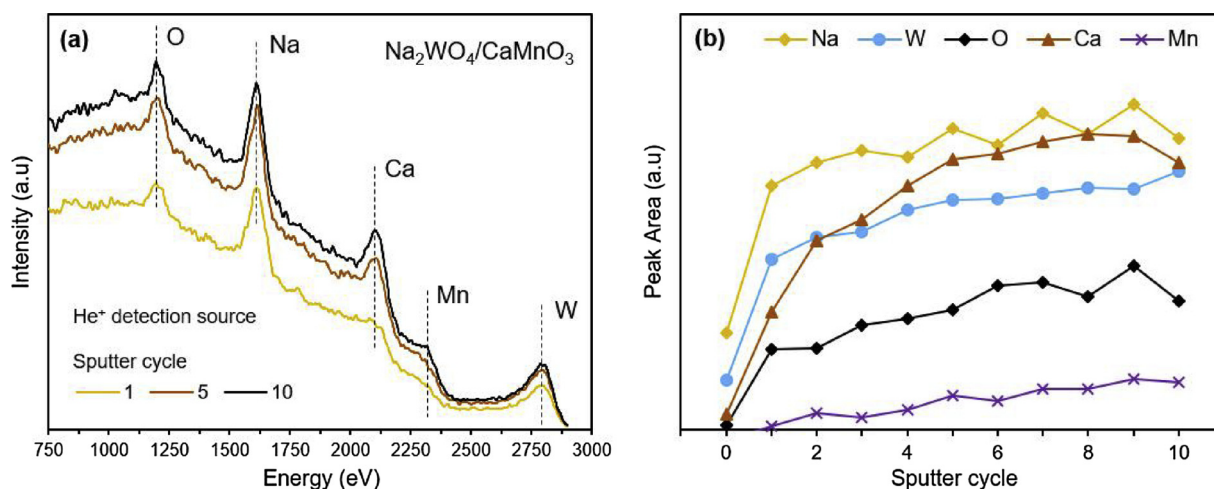 (a)
O
Na
Na₂WO₄/CaMnO₃
Ca
Mn
W
He⁺ detection source
Sputter cycle
1 5 10
Intensity (a.u)
750 1000 1250 1500 1750 2000 2250 2500 2750 3000
Energy (eV)
(b)
Na W O Ca Mn
Peak Area (a.u)
0 2 4 6 8 10
Sputter cycle